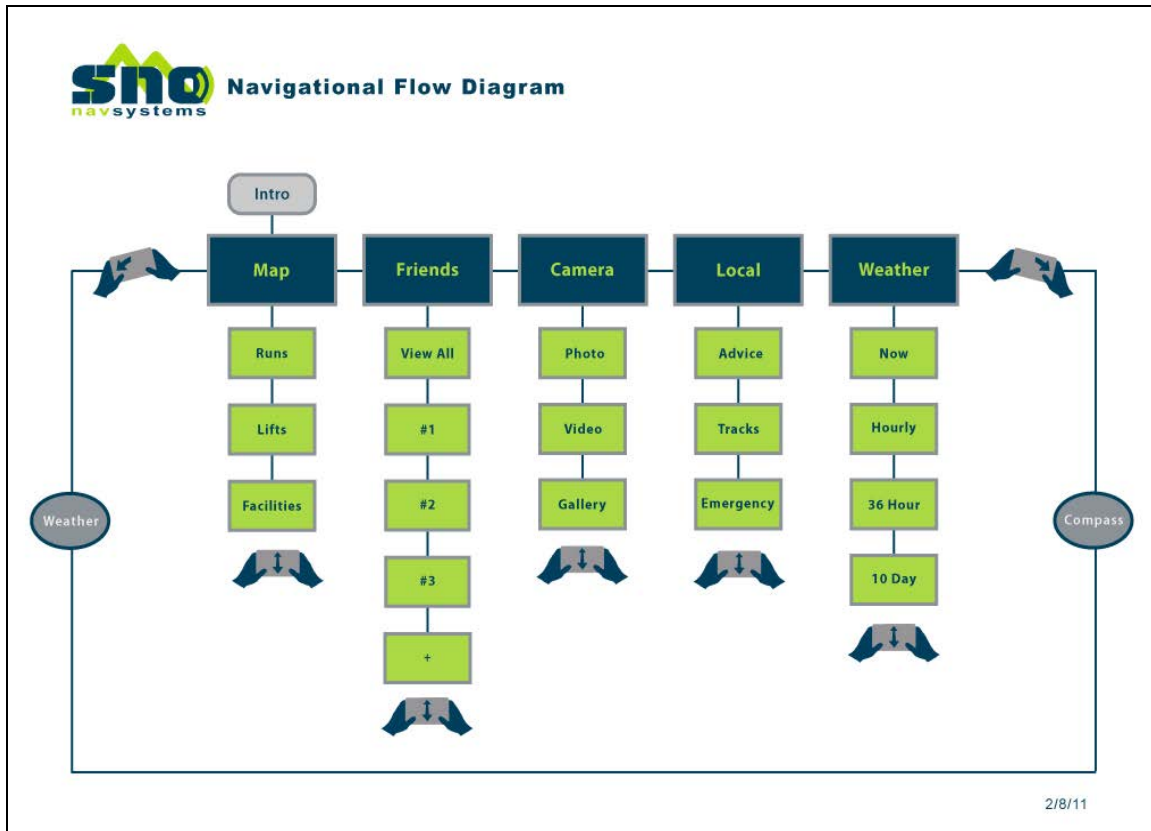 sno
navsystems
Navigational Flow Diagram
Intro
Map
Friends
Camera
Local
Weather
Runs
View All
Photo
Advice
Now
Lifts
#1
Video
Tracks
Hourly
Facilities
#2
Gallery
Emergency
36 Hour
Weather
Compass
#3
10 Day
+
2/8/11